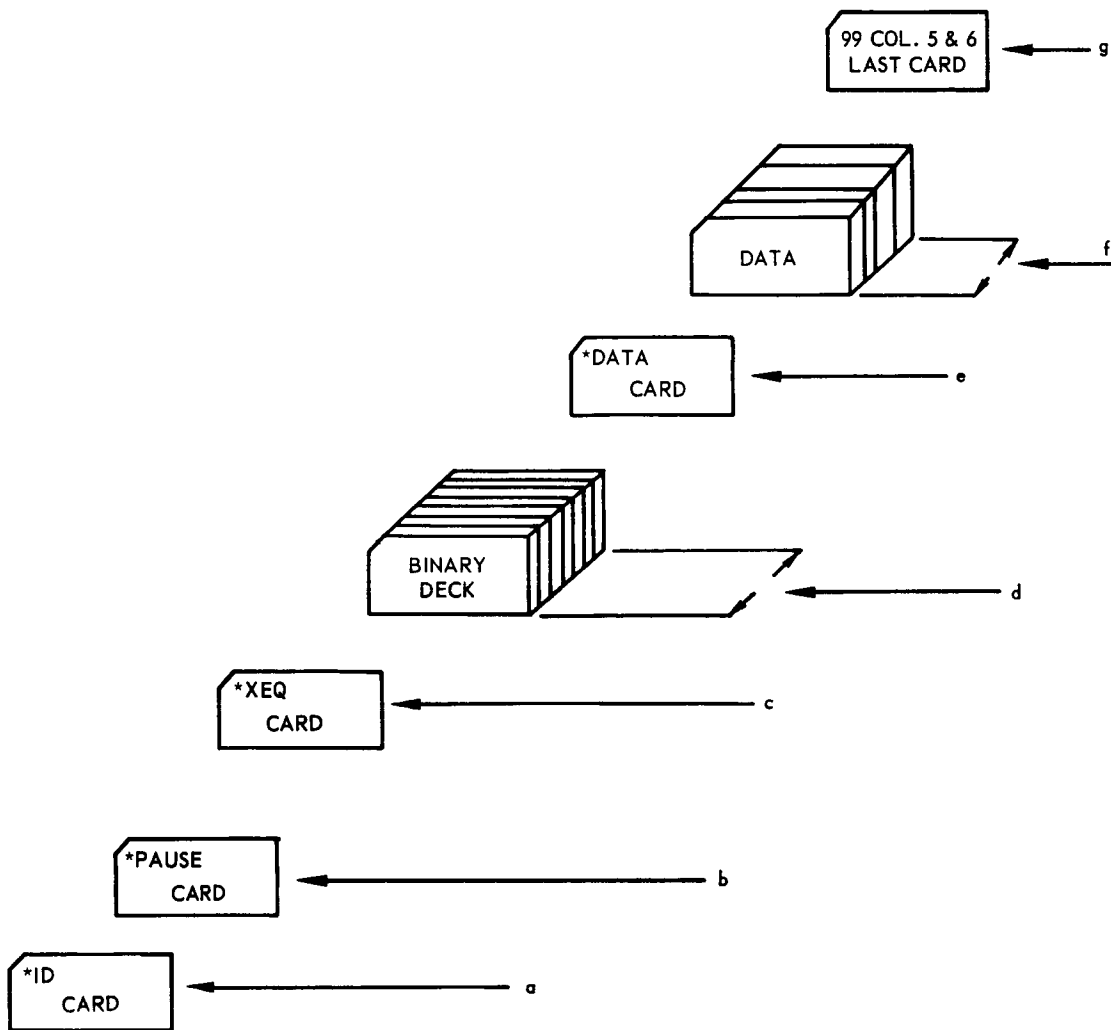 99 COL. 5 & 6
LAST CARD
g
DATA
f
*DATA
CARD
e
BINARY
DECK
d
*XEQ
CARD
c
*PAUSE
CARD
b
*ID
CARD
a